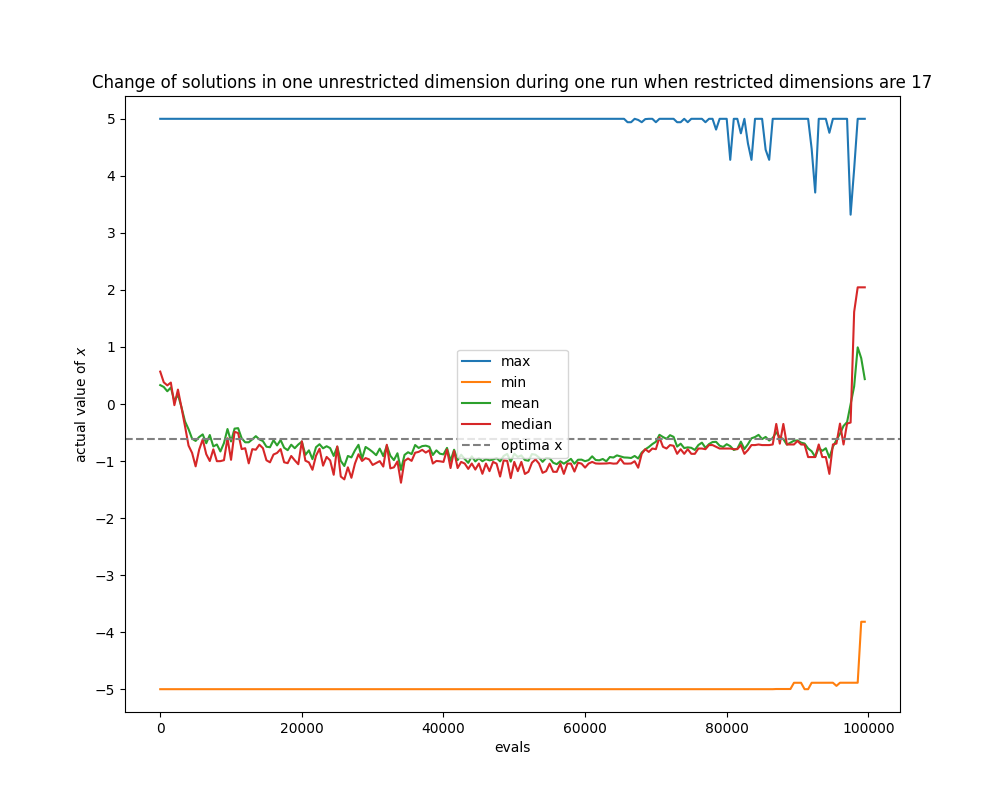 Change of solutions in one unrestricted dimension during one run when restricted dimensions are 17
5
4
3
2
1
0
−1
−2
−3
−4
−5
actual value of x
max
min
mean
median
optima x
0 20000 40000 60000 80000 100000
evals